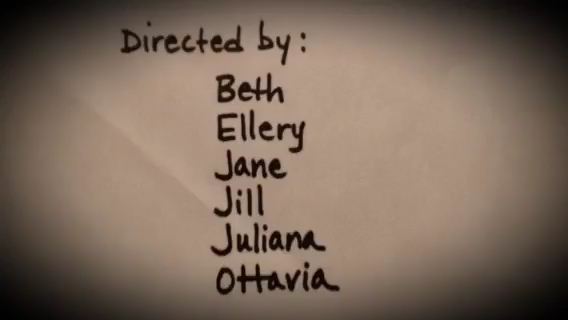 Directed by:
Beth
Ellery
Jane
Jill
Juliana
Ottavia